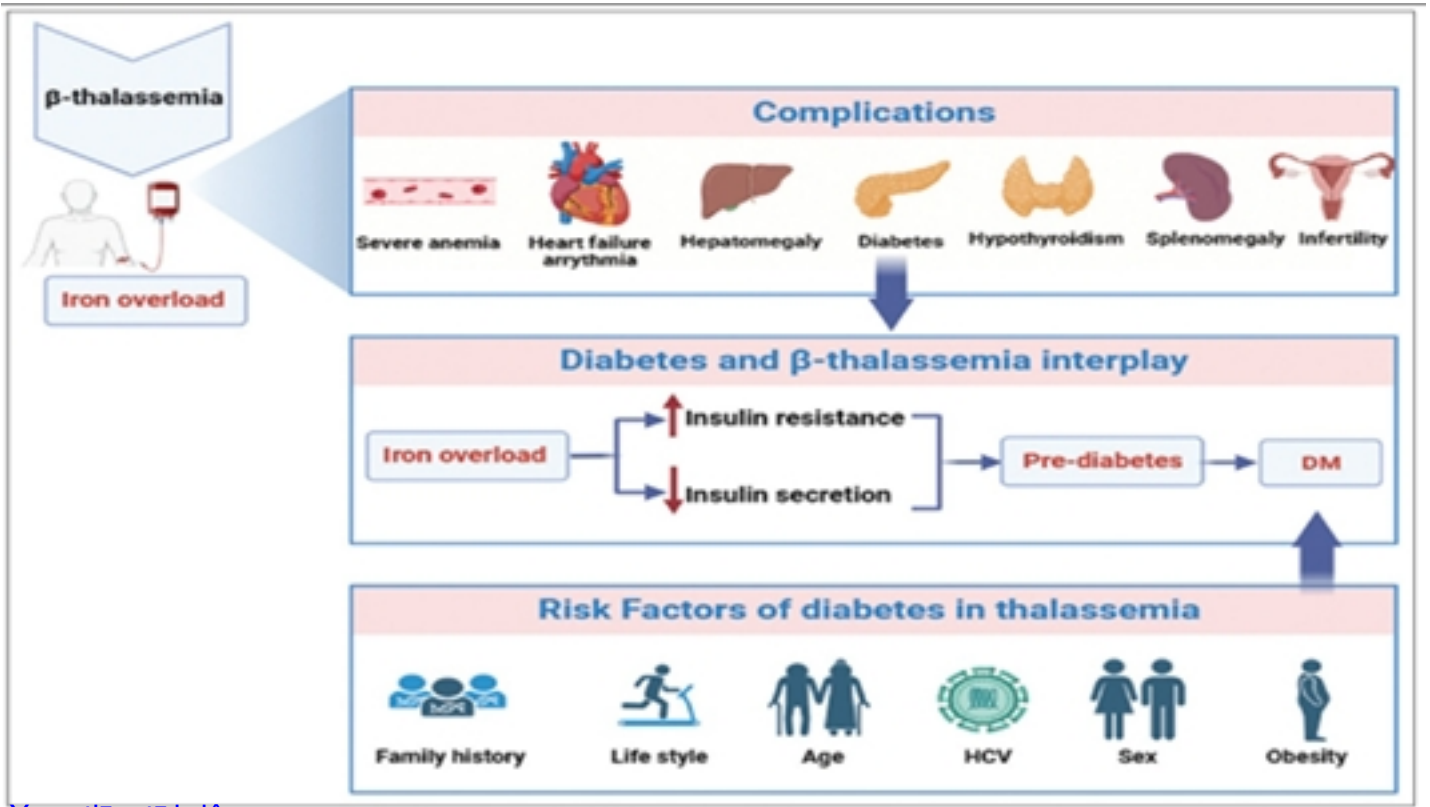 β-thalassemia
Iron overload
Complications
Severe anemia
Heart failure
arrythmia
Hepatomegaly
Diabetes
Hypothyroidism
Splenomegaly
Infertility
Diabetes and β-thalassemia interplay
Iron overload
Insulin resistance
Insulin secretion
Pre-diabetes
DM
Risk Factors of diabetes in thalassemia
Family history
Life style
Age
HCV
Sex
Obesity